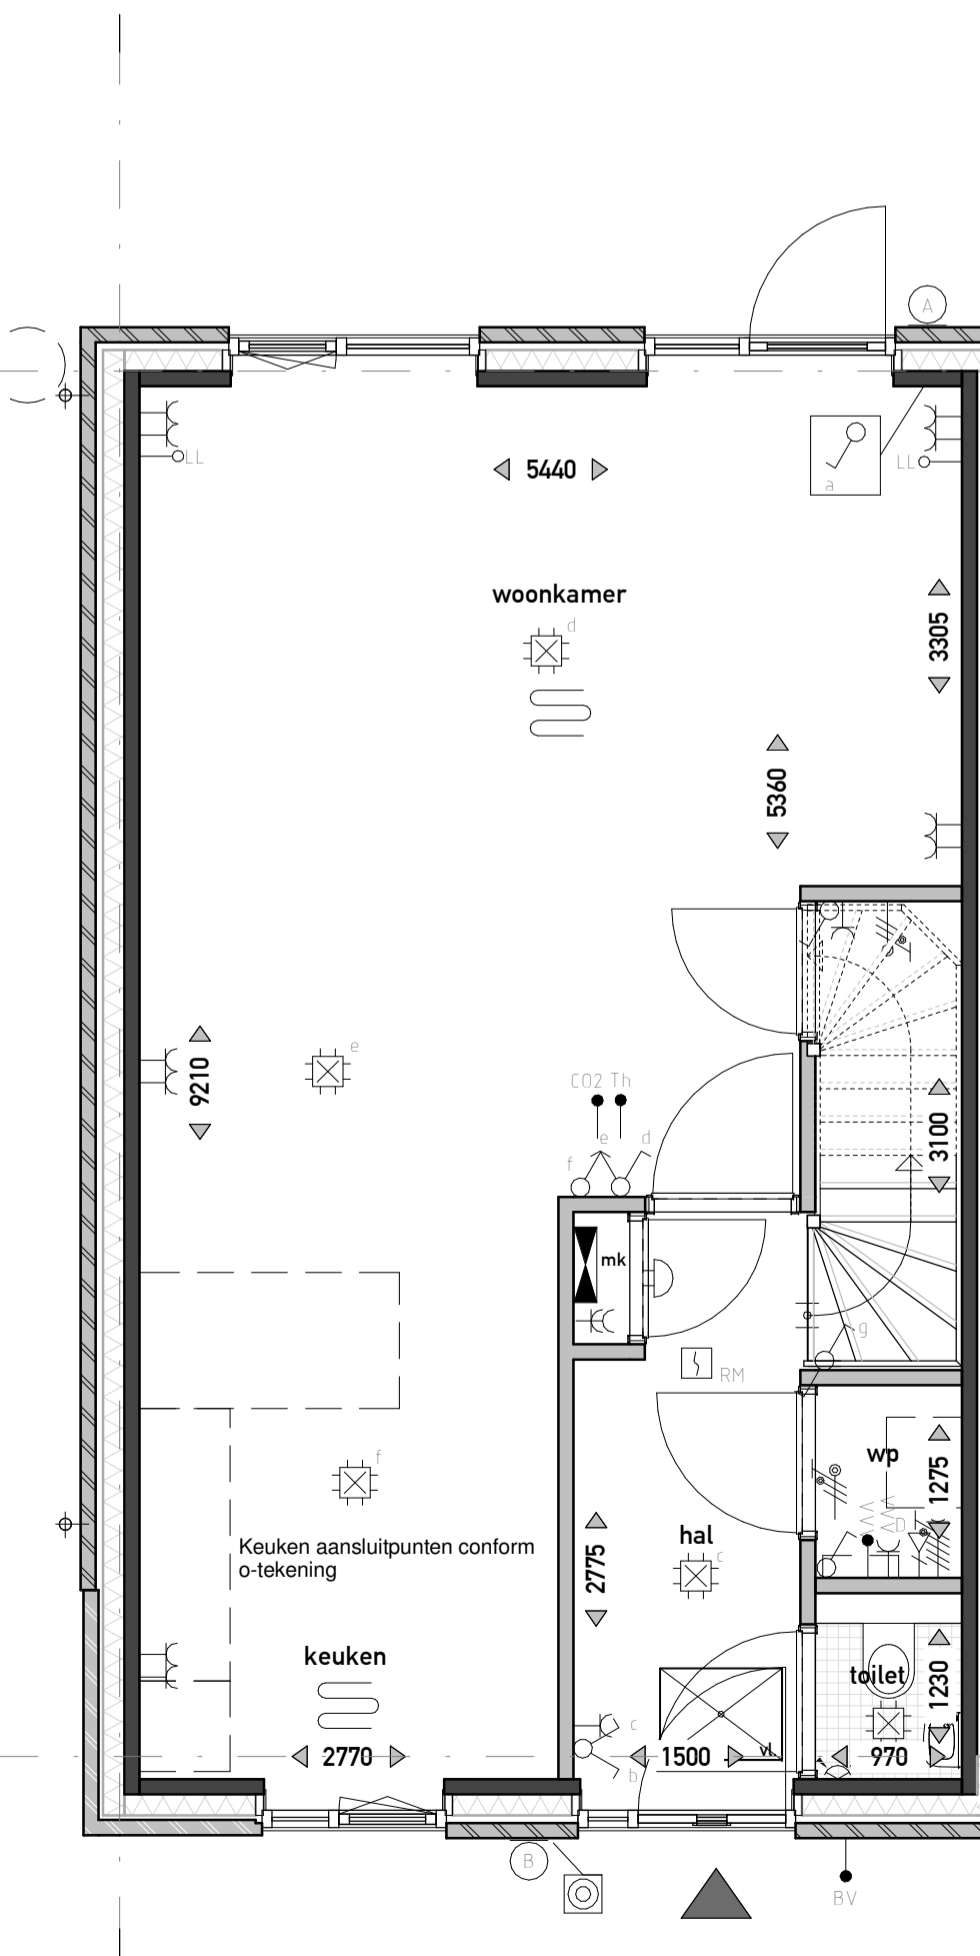 A
LL
5440
LL
a
woonkamer
d
3305
5360
e
9210
CO2 Th
3100
e
d
f
mk
g
RM
wp
f
1275
D
Keuken aansluitpunten conform
o-tekening
hal
c
2775
keuken
toilet
1230
c
2770
1500
vl.
970
b
B
BV